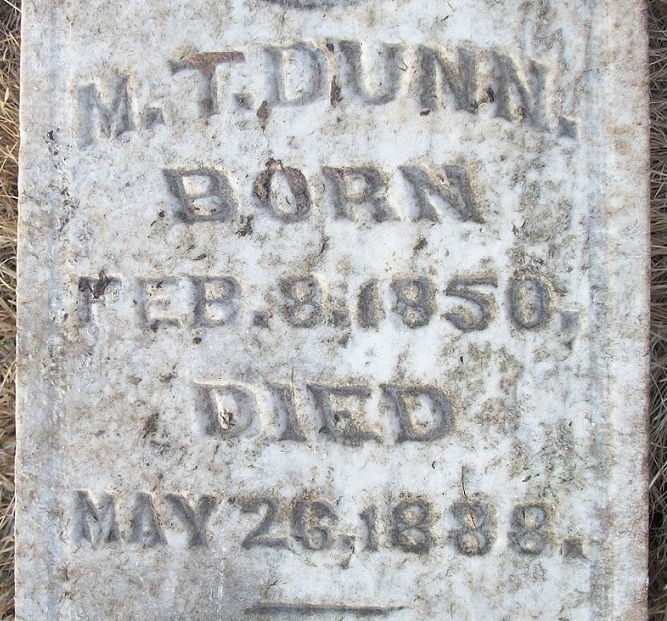 M. T. DUNN.
BORN
FEB. 8. 1850.
DIED
MAY 26. 1888.